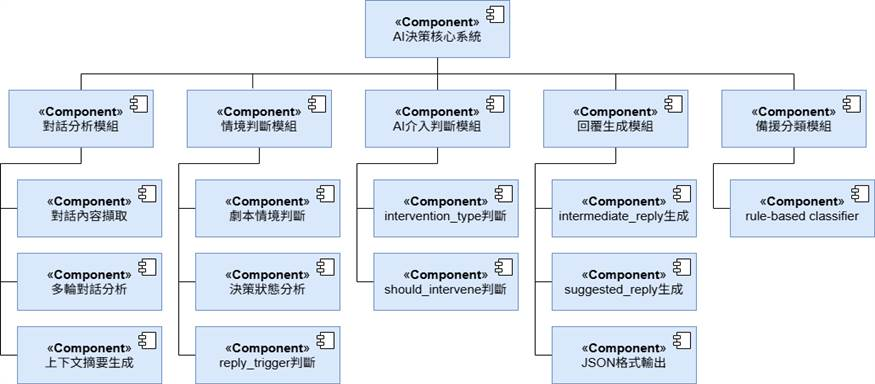 «Component»
AI決策核心系統
«Component»
對話分析模組
«Component»
情境判斷模組
«Component»
AI介入判斷模組
«Component»
回覆生成模組
«Component»
備援分類模組
«Component»
對話內容擷取
«Component»
劇本情境判斷
«Component»
intervention_type判斷
«Component»
intermediate_reply生成
«Component»
rule-based classifier
«Component»
多輪對話分析
«Component»
決策狀態分析
«Component»
should_intervene判斷
«Component»
suggested_reply生成
«Component»
上下文摘要生成
«Component»
reply_trigger判斷
«Component»
JSON格式輸出